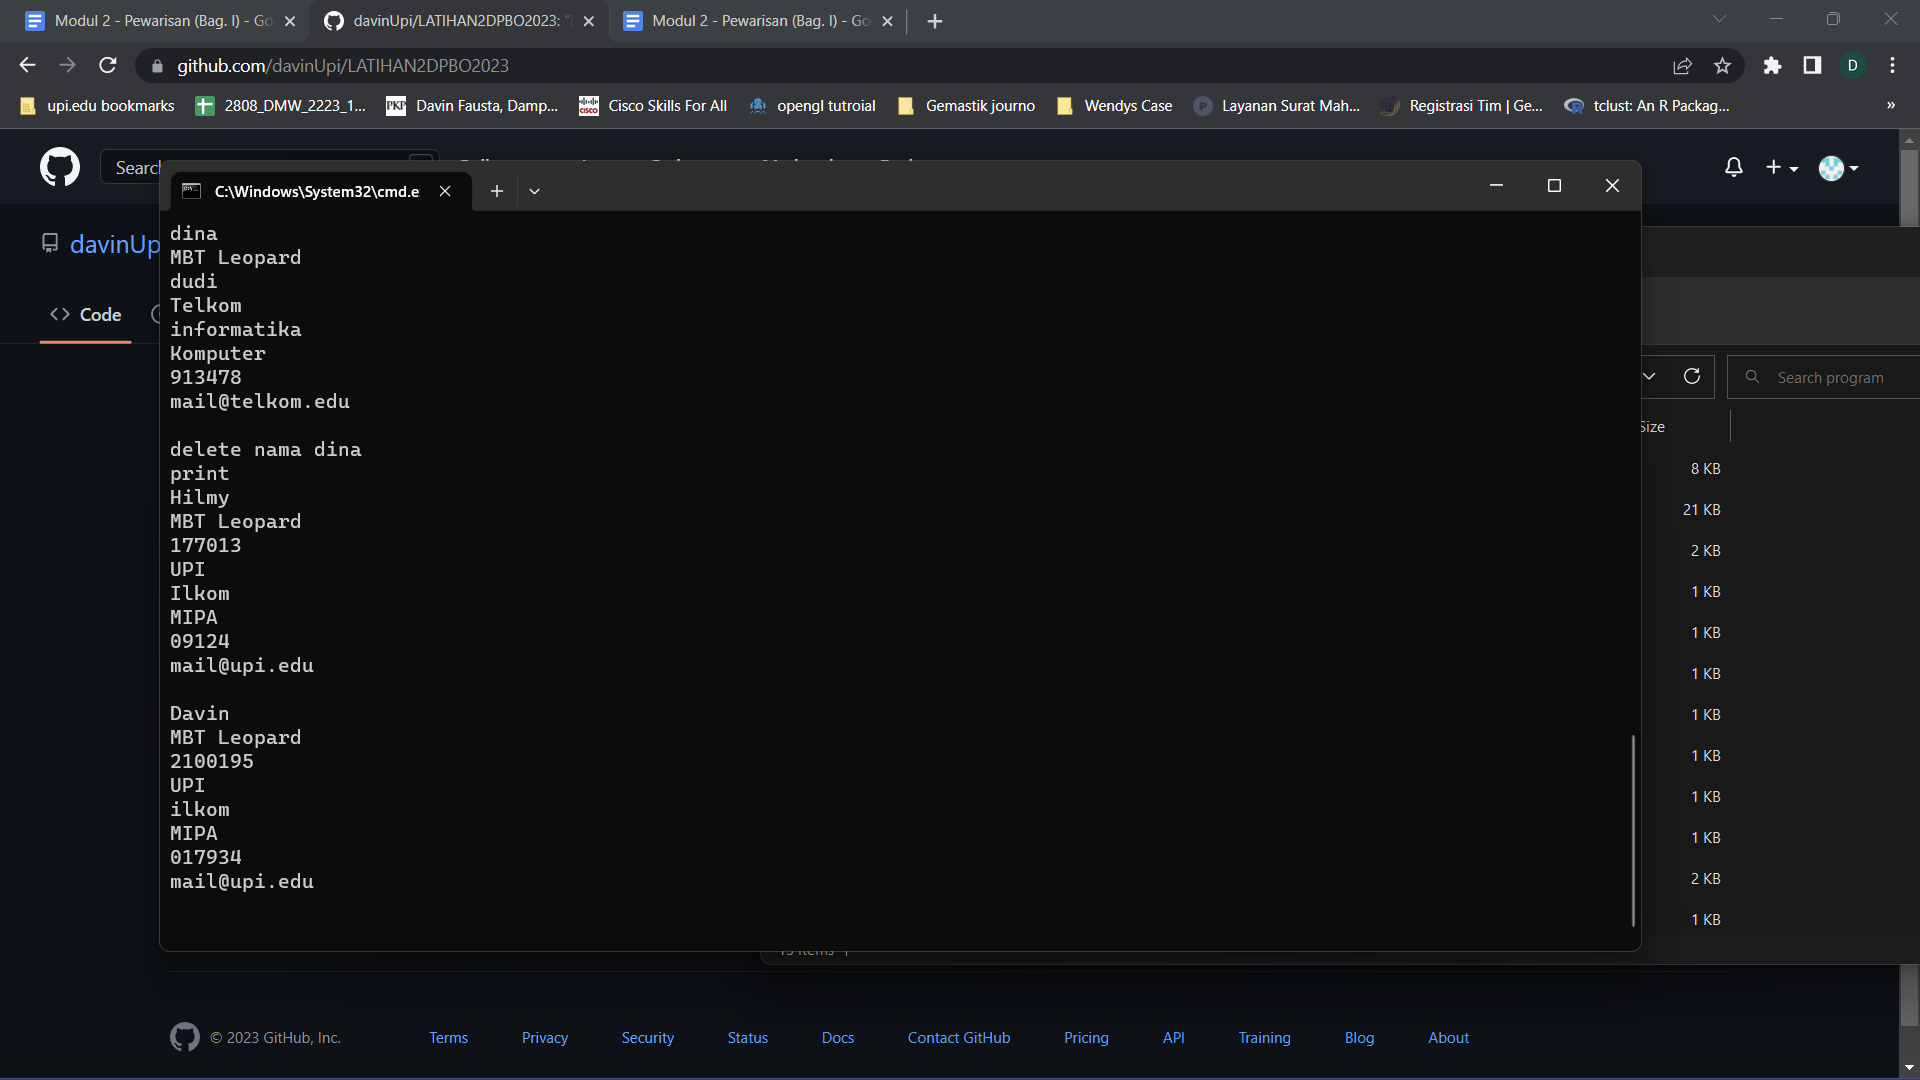 Modul 2 - Pewarisan (Bag. I) - Go
davinUpi/LATIHAN2DPBO2023: "
Modul 2 - Pewarisan (Bag. I) - Go
github.com/davinUpi/LATIHAN2DPBO2023
D
upi.edu bookmarks
2808_DMW_2223_1...
PKP
Davin Fausta, Damp...
CISCO
Cisco Skills For All
opengl tutroial
Gemastik journo
Wendys Case
P
Layanan Surat Mah...
Registrasi Tim | Ge...
tclust: An R Packag...
»
Search
C:\Windows\System32\cmd.e
davinUp
<> Code
dina
MBT Leopard
dudi
Telkom
informatika
Komputer
913478
mail@telkom.edu
delete nama dina
print
Hilmy
MBT Leopard
177013
UPI
Ilkom
MIPA
09124
mail@upi.edu
Davin
MBT Leopard
2100195
UPI
ilkom
MIPA
017934
mail@upi.edu
Search program
Size
8 KB
21 KB
2 KB
1 KB
1 KB
1 KB
1 KB
1 KB
1 KB
1 KB
2 KB
1 KB
items
© 2023 GitHub, Inc.
Terms
Privacy
Security
Status
Docs
Contact GitHub
Pricing
API
Training
Blog
About